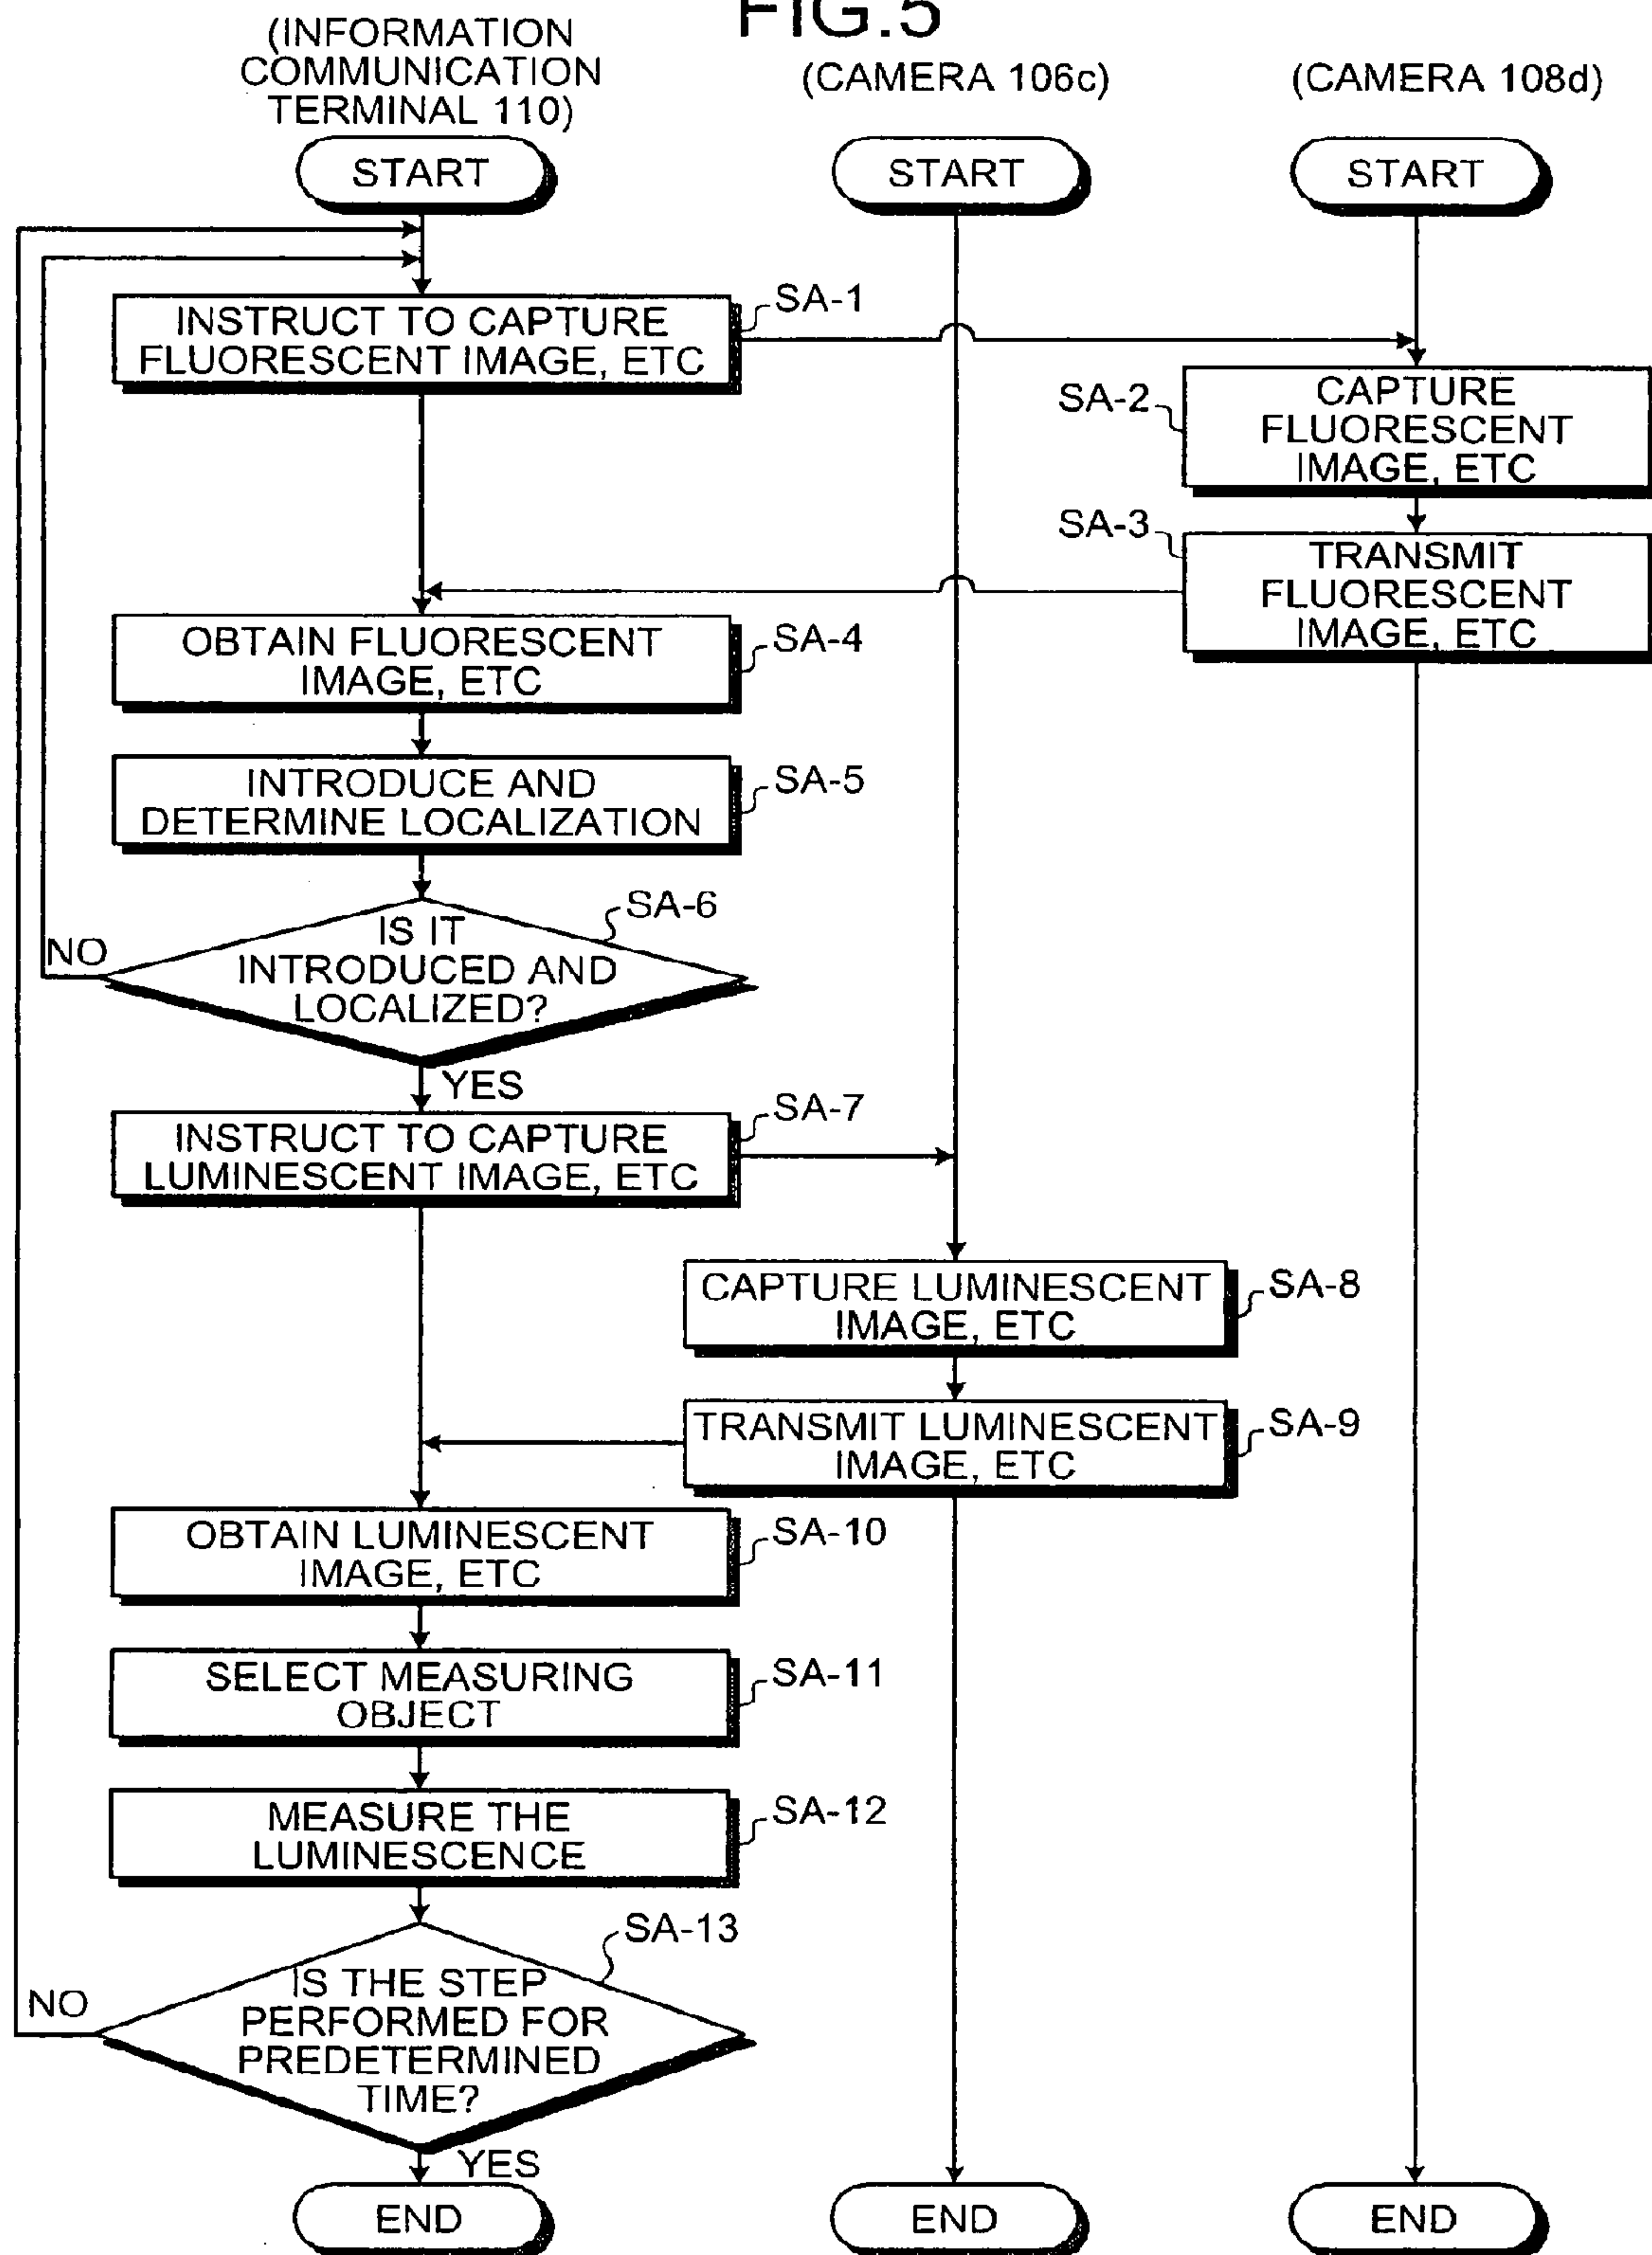 FIG.5
(INFORMATION
COMMUNICATION
TERMINAL 110)
(CAMERA 106c)
(CAMERA 108d)
START
START
START
INSTRUCT TO CAPTURE
FLUORESCENT IMAGE, ETC
SA-1
SA-2
CAPTURE
FLUORESCENT
IMAGE, ETC
SA-3
TRANSMIT
FLUORESCENT
IMAGE, ETC
OBTAIN FLUORESCENT
IMAGE, ETC
SA-4
INTRODUCE AND
DETERMINE LOCALIZATION
SA-5
SA-6
IS IT
INTRODUCED AND
LOCALIZED?
NO
YES
INSTRUCT TO CAPTURE
LUMINESCENT IMAGE, ETC
SA-7
CAPTURE LUMINESCENT
IMAGE, ETC
SA-8
TRANSMIT LUMINESCENT
IMAGE, ETC
SA-9
OBTAIN LUMINESCENT
IMAGE, ETC
SA-10
SELECT MEASURING
OBJECT
SA-11
MEASURE THE
LUMINESCENCE
SA-12
SA-13
IS THE STEP
PERFORMED FOR
PREDETERMINED
TIME?
NO
YES
END
END
END